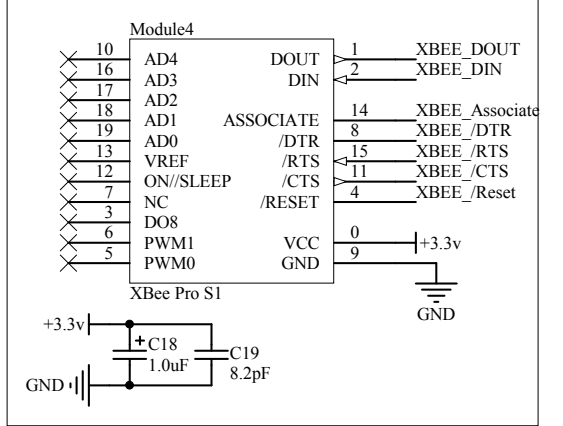 Module4
10 AD4 DOUT 1 XBEE_DOUT
16 AD3 DIN 2 XBEE_DIN
17 AD2
18 AD1 ASSOCIATE 14 XBEE_Associate
19 AD0 /DTR 8 XBEE_/DTR
13 VREF /RTS 15 XBEE_/RTS
12 ON//SLEEP /CTS 11 XBEE_/CTS
7 NC /RESET 4 XBEE_/Reset
3 DO8
6 PWM1 VCC 0 +3.3v
5 PWM0 GND 9
XBee Pro S1
GND
+3.3v
+ C18
1.0uF
C19
8.2pF
GND